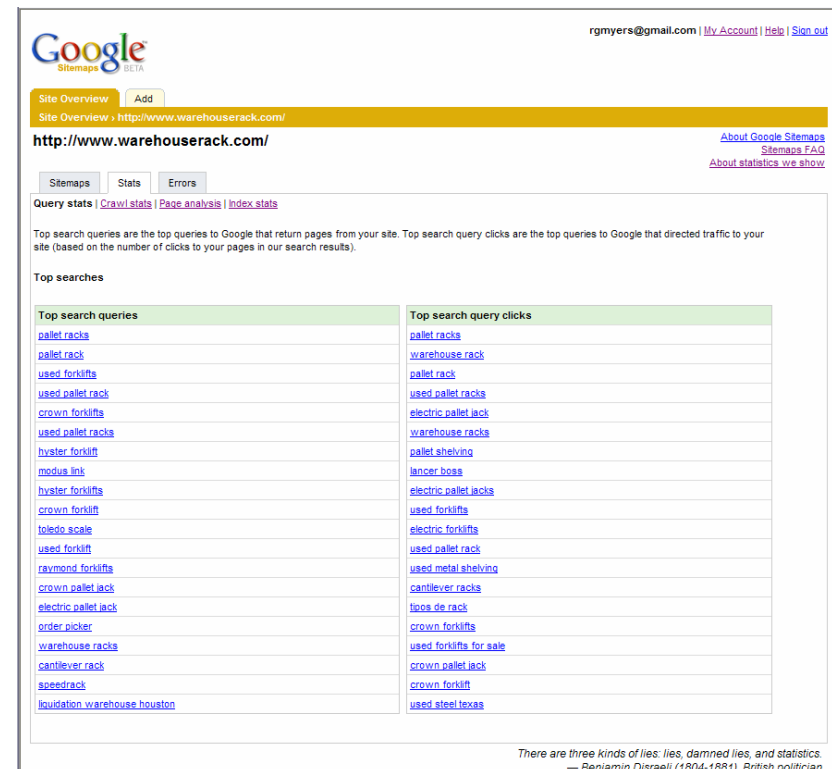 rgmyers@gmail.com | My Account | Help | Sign out
Google
Sitemaps BETA
Site Overview Add
Site Overview › http://www.warehouserack.com/
http://www.warehouserack.com/
About Google Sitemaps
Sitemaps FAQ
About statistics we show
Sitemaps Stats Errors
Query stats | Crawl stats | Page analysis | Index stats
Top search queries are the top queries to Google that return pages from your site. Top search query clicks are the top queries to Google that directed traffic to your
site (based on the number of clicks to your pages in our search results).
Top searches
Top search queries Top search query clicks
pallet racks pallet racks
pallet rack warehouse rack
used forklifts pallet rack
used pallet rack used pallet racks
crown forklifts electric pallet jack
used pallet racks warehouse racks
hyster forklift pallet shelving
modus link lancer boss
hyster forklifts electric pallet jacks
crown forklift used forklifts
toledo scale electric forklifts
used forklift used pallet rack
raymond forklifts used metal shelving
crown pallet jack cantilever racks
electric pallet jack tipos de rack
order picker crown forklifts
warehouse racks used forklifts for sale
cantilever rack crown pallet jack
speedrack crown forklift
liquidation warehouse houston used steel texas
There are three kinds of lies: lies, damned lies, and statistics.
— Benjamin Disraeli (1804-1881), British politician